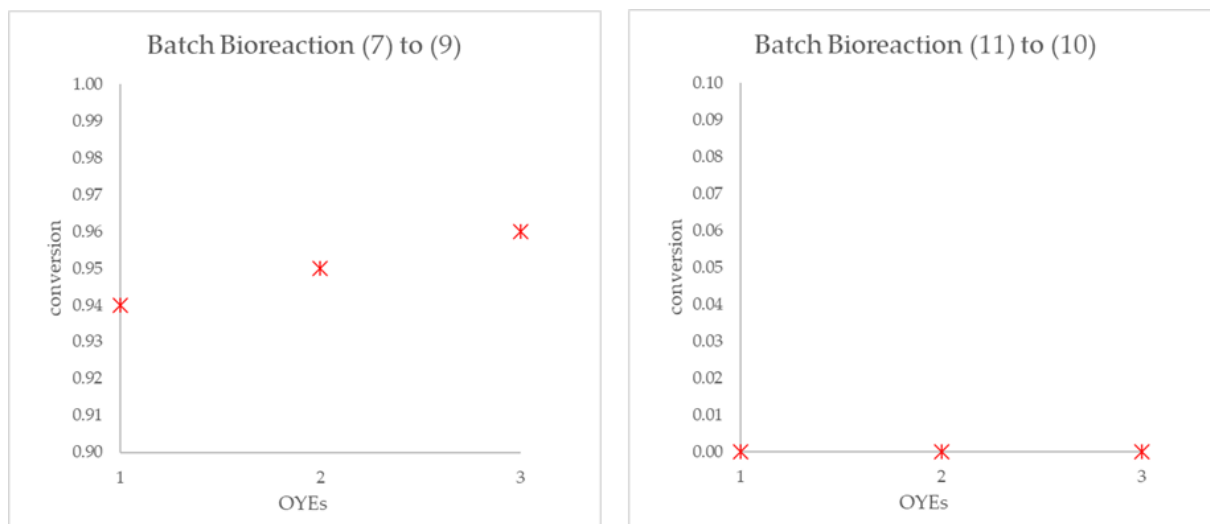 Batch Bioreaction (7) to (9)
1.00
0.99
0.98
0.97
0.96
0.95
0.94
0.93
0.92
0.91
0.90
conversion
1 2 3
OYEs
Batch Bioreaction (11) to (10)
0.10
0.09
0.08
0.07
0.06
0.05
0.04
0.03
0.02
0.01
0.00
conversion
1 2 3
OYEs